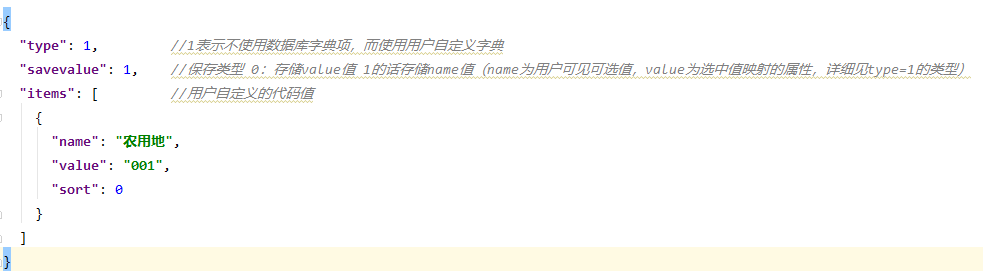 {
"type": 1, //1表示不使用数据库字典项，而使用用户自定义字典
"savevalue": 1, //保存类型 0：存储value值 1的话存储name值（name为用户可见可选值，value为选中值映射的属性，详细见type=1的类型）
"items": [ //用户自定义的代码值
{
"name": "农用地",
"value": "001",
"sort": 0
}
]
}